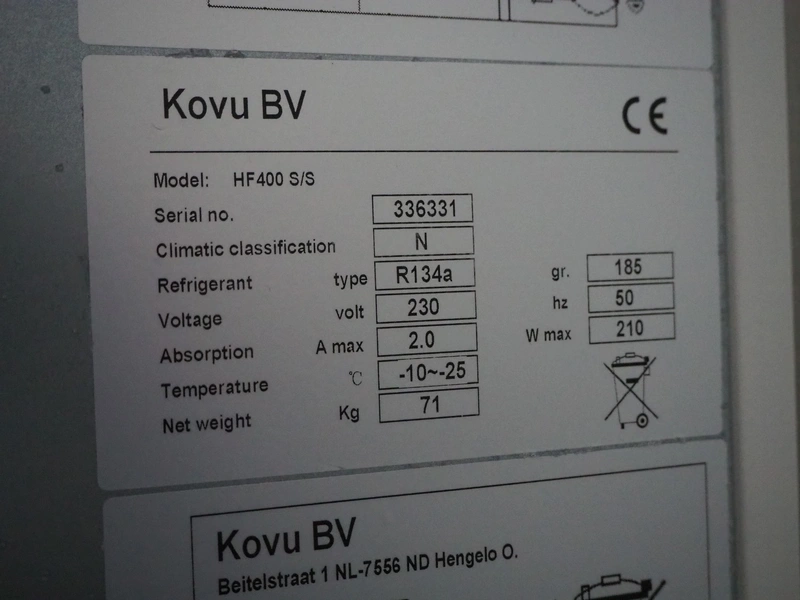 Kovu BV
CE
Model: HF400 S/S
Serial no. 336331
Climatic classification N
Refrigerant type R134a gr. 185
Voltage volt 230 hz 50
Absorption A max 2.0 W max 210
Temperature ℃ -10~-25
Net weight Kg 71
Kovu BV
Beitelstraat 1 NL-7556 ND Hengelo O.